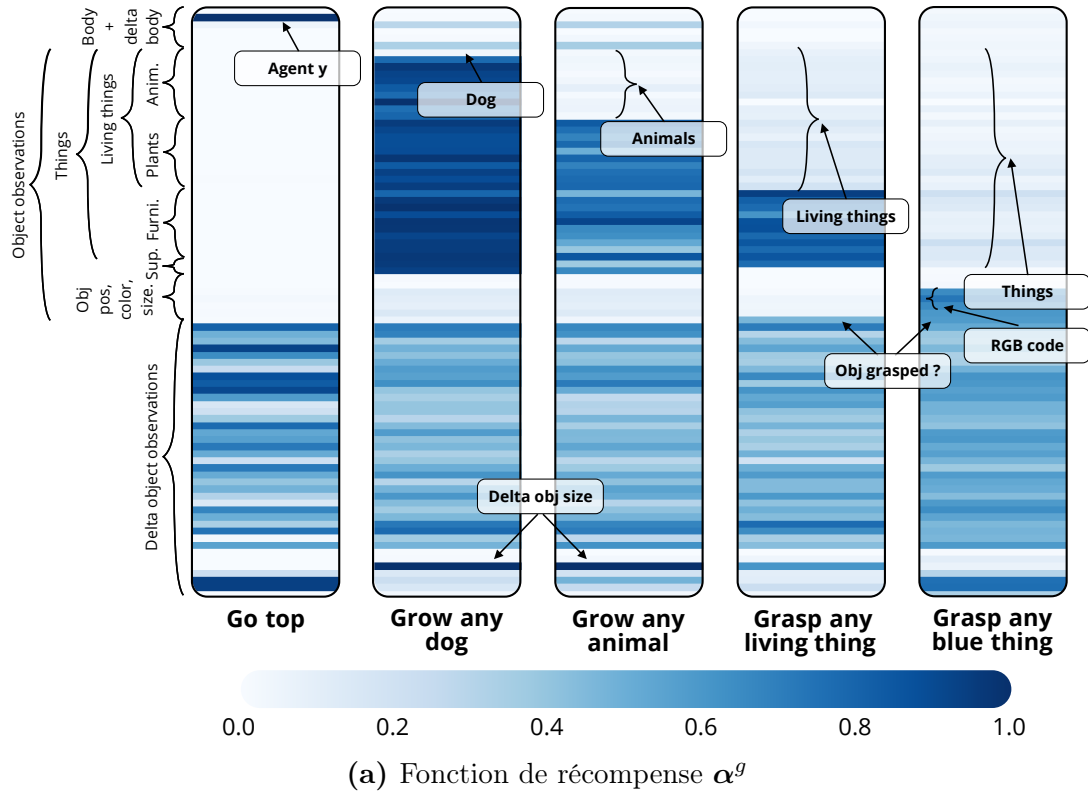 Body
+
delta
body
Object observations
Things
Living things
Anim.
Plants
Furni.
Sup.
Obj
pos,
color,
size.
Delta object observations
Agent y
Dog
Animals
Living things
Things
RGB code
Obj grasped ?
Delta obj size
Go top
Grow any
dog
Grow any
animal
Grasp any
living thing
Grasp any
blue thing
0.0 0.2 0.4 0.6 0.8 1.0
(a) Fonction de récompense α^g